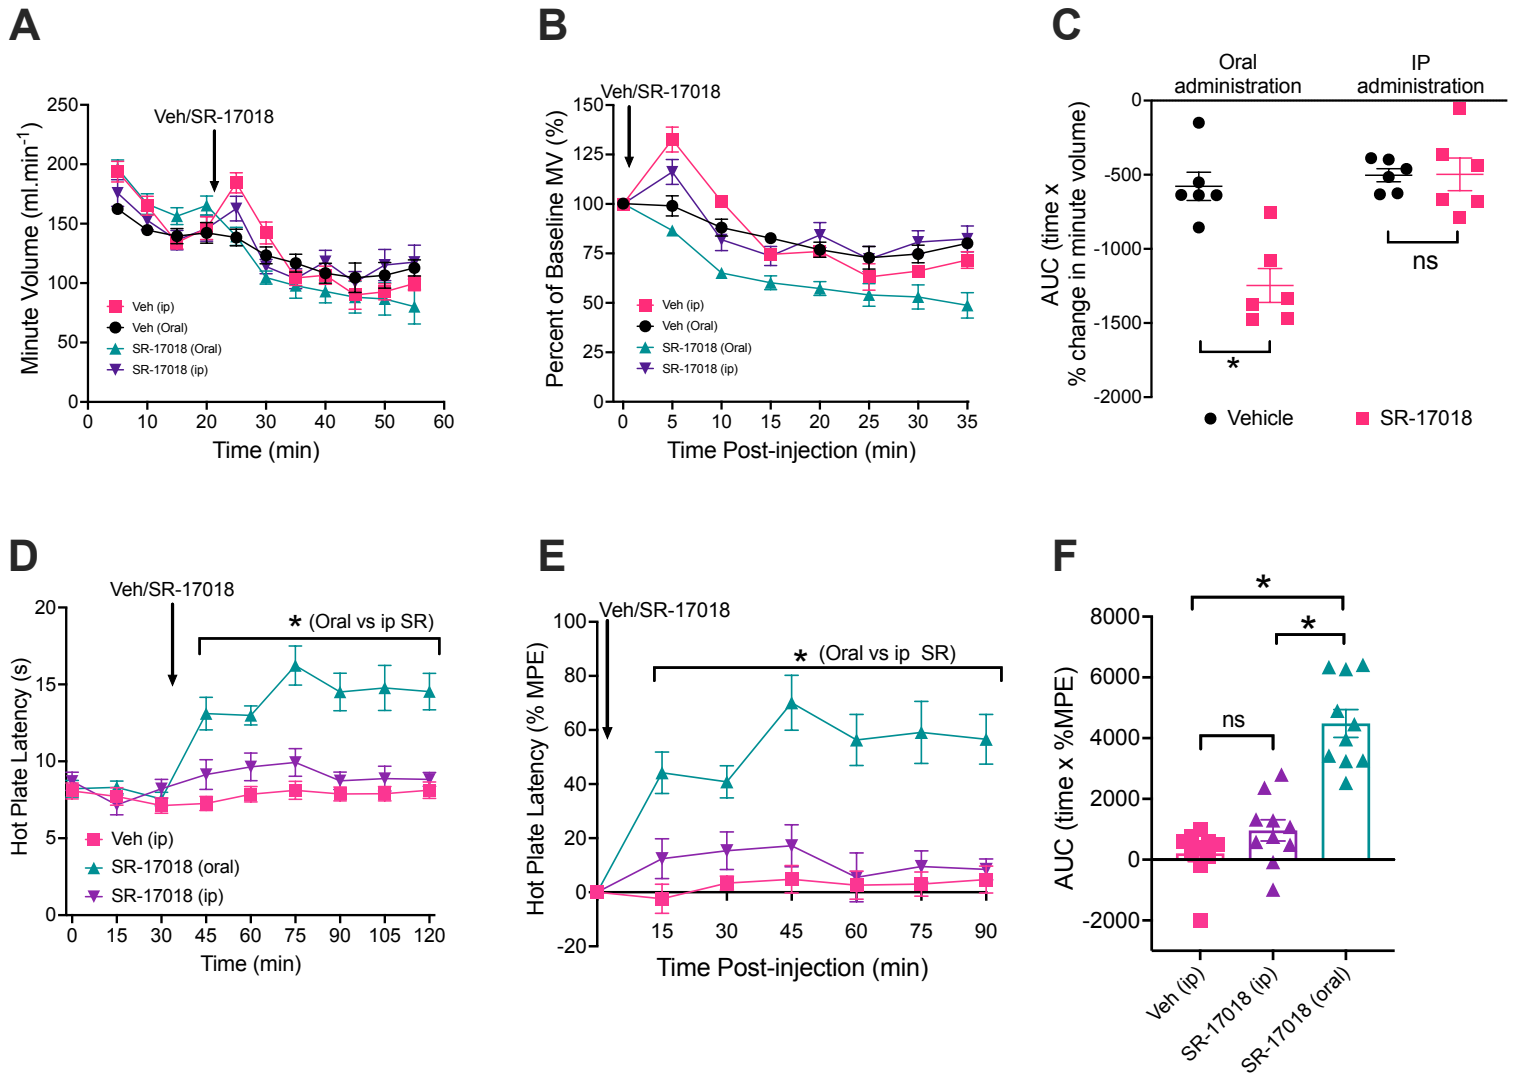 A
Veh/SR-17018
Minute Volume (ml.min-1)
250
200
150
100
50
0
Veh (ip)
Veh (Oral)
SR-17018 (Oral)
SR-17018 (ip)
0 10 20 30 40 50 60
Time (min)
B
Veh/SR-17018
Percent of Baseline MV (%)
150
125
100
75
50
25
0
Veh (ip)
Veh (Oral)
SR-17018 (Oral)
SR-17018 (ip)
0 5 10 15 20 25 30 35
Time Post-injection (min)
C
Oral
administration
IP
administration
AUC (time x
% change in minute volume)
0
-500
-1000
-1500
-2000
*
ns
Vehicle
SR-17018
D
Veh/SR-17018
* (Oral vs ip SR)
Hot Plate Latency (s)
20
15
10
5
0
Veh (ip)
SR-17018 (oral)
SR-17018 (ip)
0 15 30 45 60 75 90 105 120
Time (min)
E
Veh/SR-17018
* (Oral vs ip SR)
Hot Plate Latency (% MPE)
100
80
60
40
20
0
-20
15 30 45 60 75 90
Time Post-injection (min)
F
*
*
ns
AUC (time x %MPE)
8000
6000
4000
2000
0
-2000
Veh (ip)
SR-17018 (ip)
SR-17018 (oral)